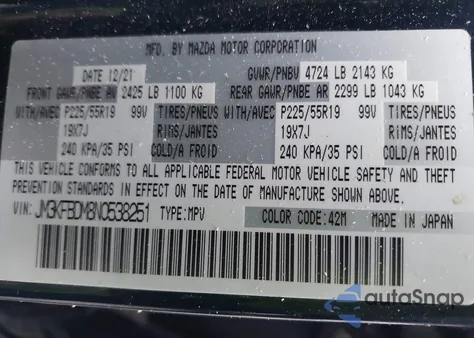 MFD. BY MAZDA MOTOR CORPORATION
DATE 12/21 GVWR/PNBV 4724 LB 2143 KG
FRONT GAWR/PNBE AV 2425 LB 1100 KG REAR GAWR/PNBE AR 2299 LB 1043 KG
WITH/AVEC P225/55R19 99V TIRES/PNEUS WITH/AVEC P225/55R19 99V TIRES/PNEUS
19X7J RIMS/JANTES 19X7J RIMS/JANTES
240 KPA/35 PSI COLD/A FROID 240 KPA/35 PSI COLD/A FROID
THIS VEHICLE CONFORMS TO ALL APPLICABLE FEDERAL MOTOR VEHICLE SAFETY AND THEFT
PREVENTION STANDARDS IN EFFECT ON THE DATE OF MANUFACTURE SHOWN ABOVE.
VIN: JM3KFBDM8N0538251 TYPE: MPV COLOR CODE: 42M MADE IN JAPAN
autoSnap